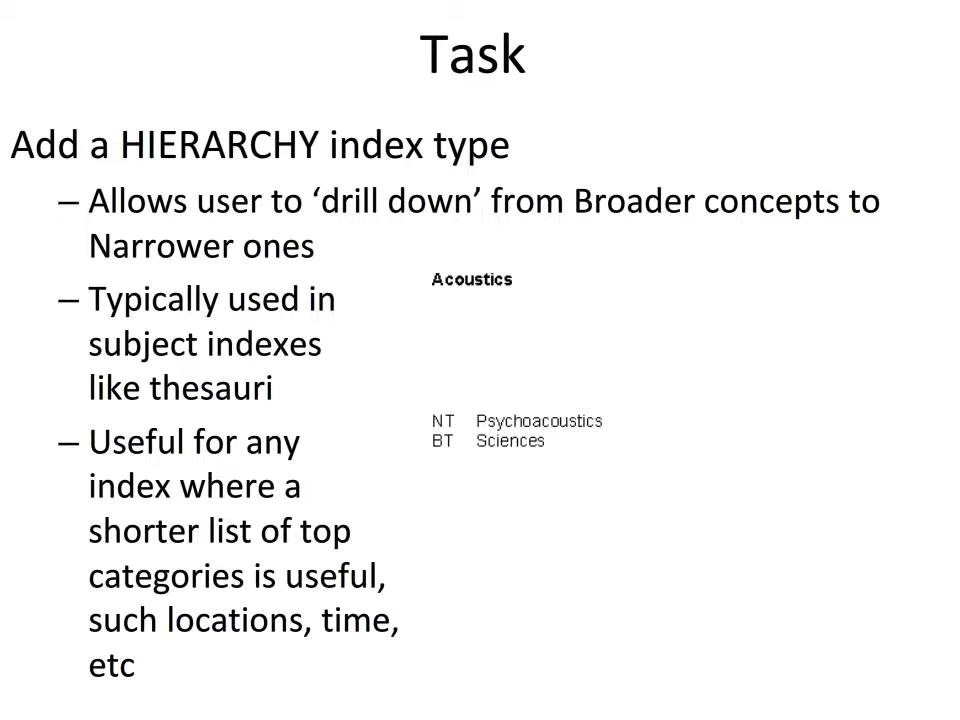 Task
Add a HIERARCHY index type
– Allows user to ‘drill down’ from Broader concepts to
Narrower ones
– Typically used in
subject indexes
like thesauri
– Useful for any
index where a
shorter list of top
categories is useful,
such locations, time,
etc
Acoustics
NT Psychoacoustics
BT Sciences